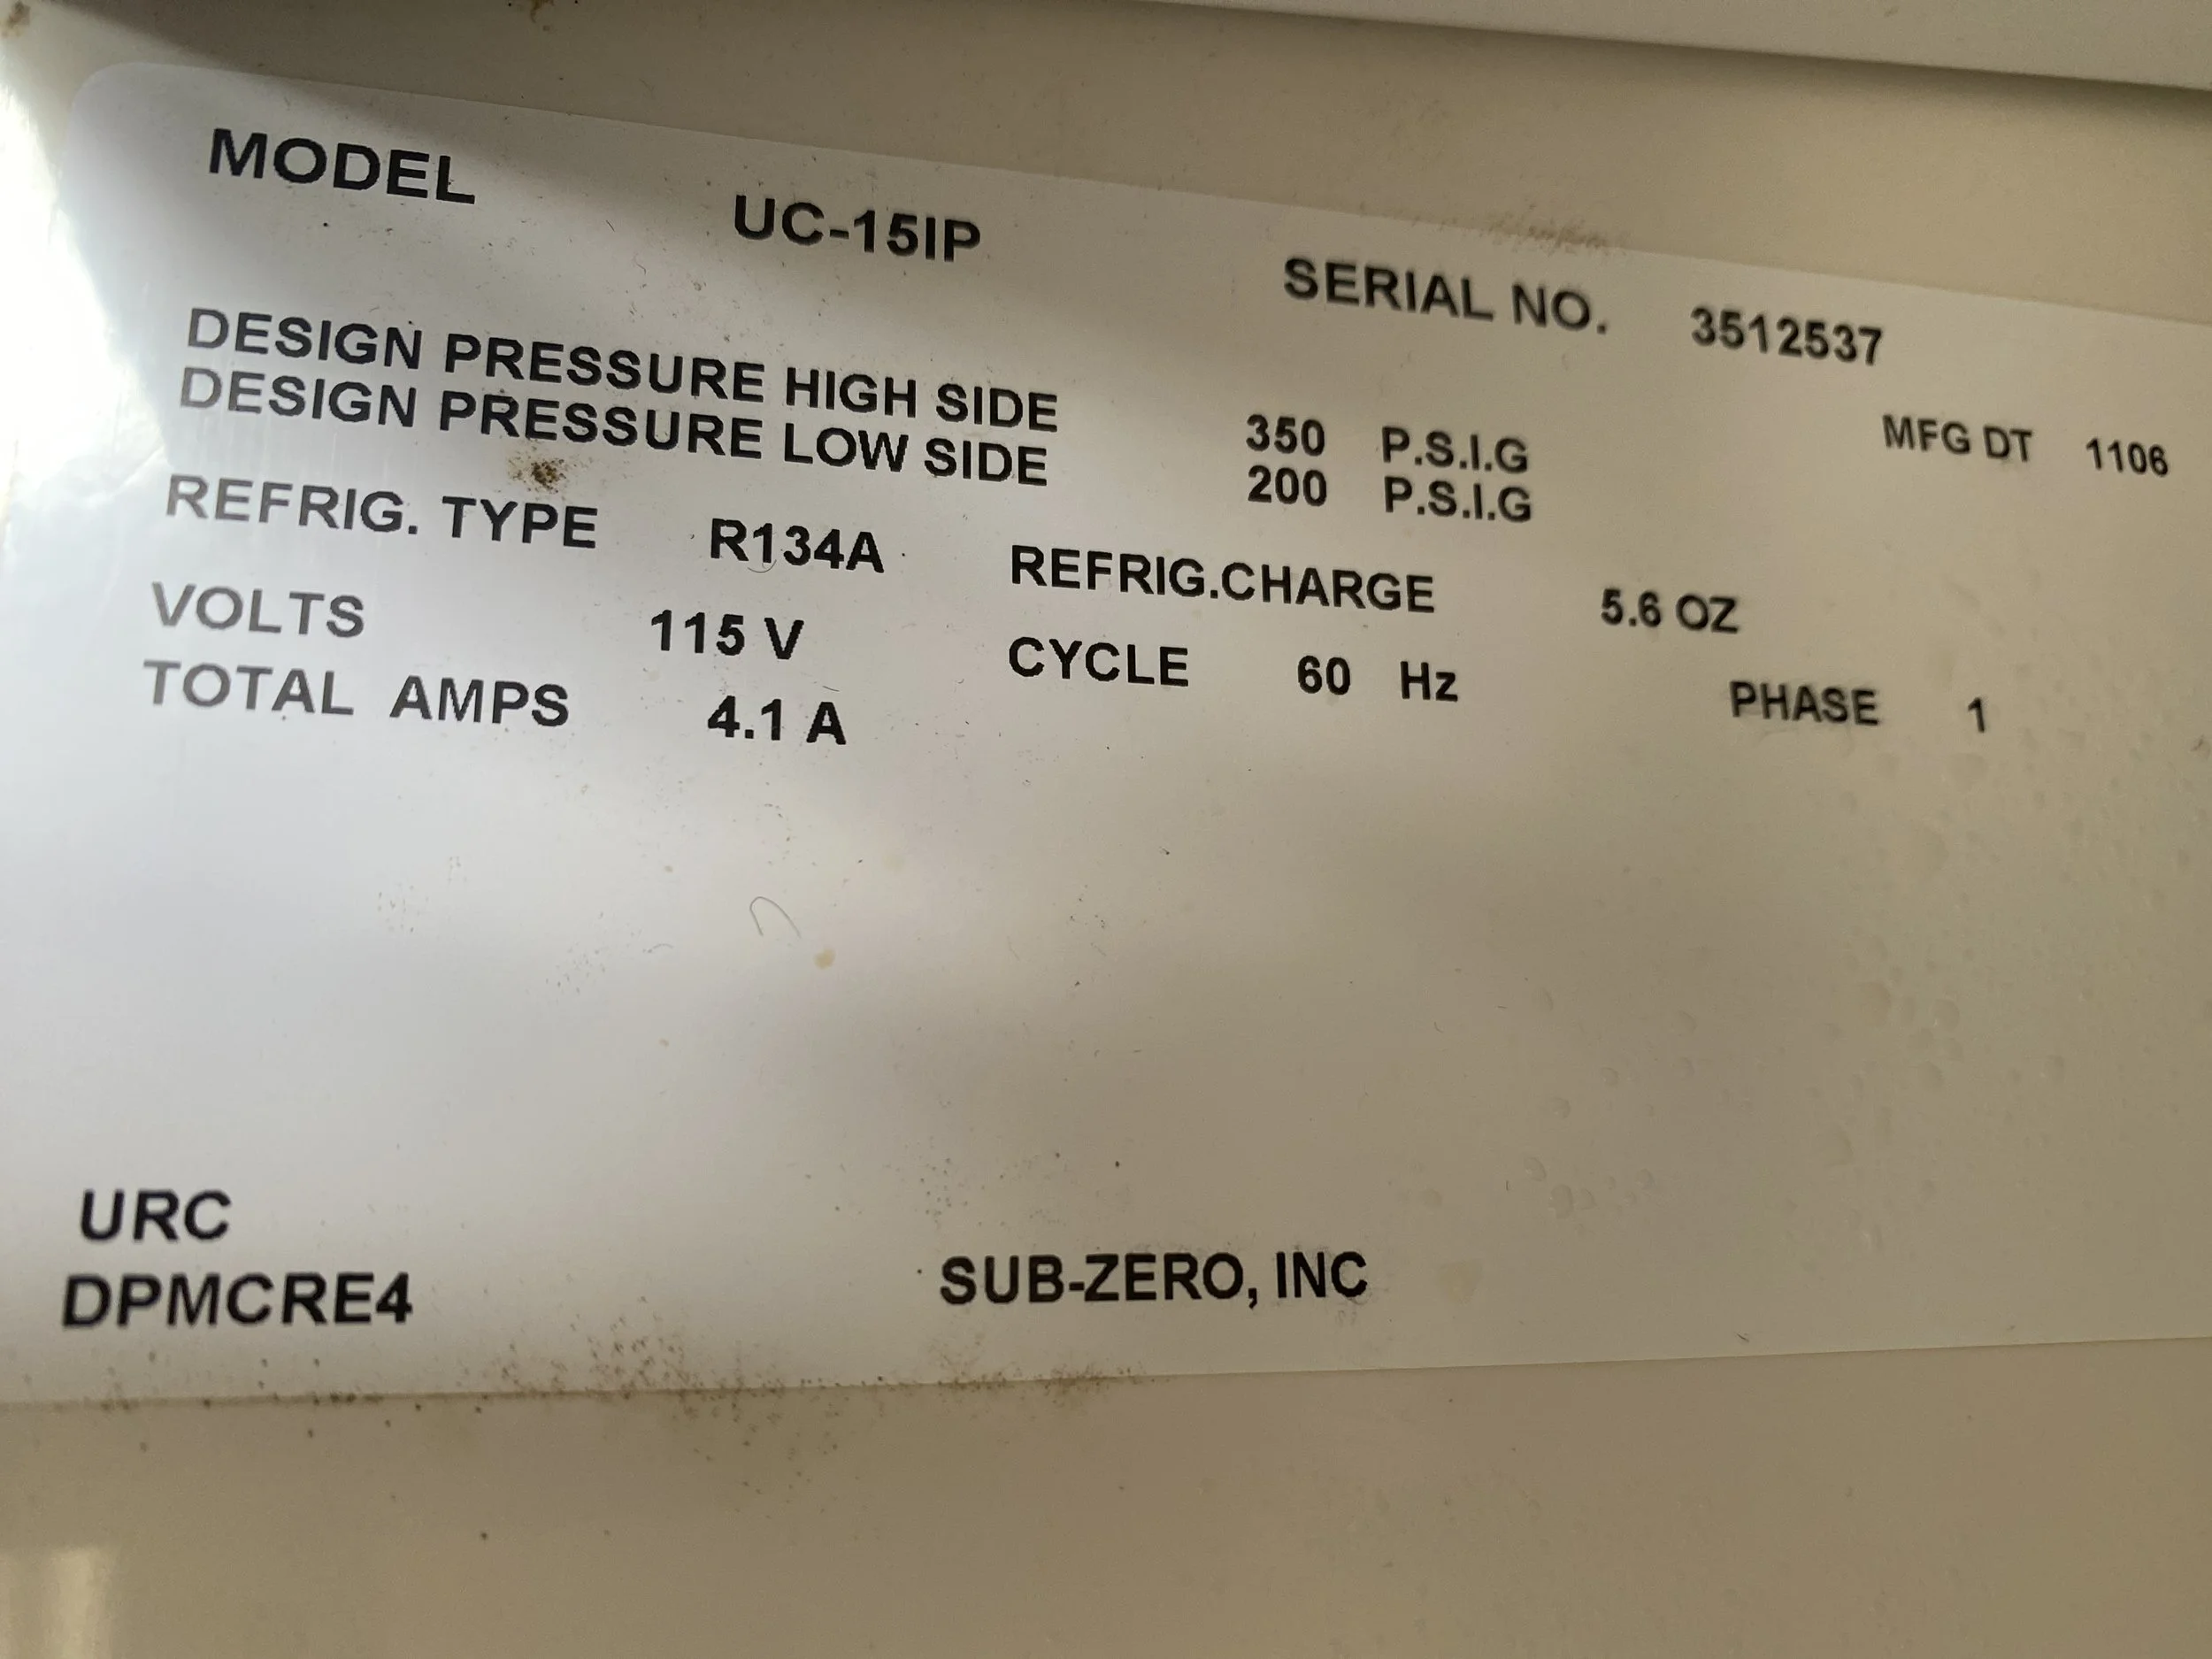 MODEL UC-15IP SERIAL NO. 3512537
DESIGN PRESSURE HIGH SIDE 350 P.S.I.G MFG DT 1106
DESIGN PRESSURE LOW SIDE 200 P.S.I.G
REFRIG. TYPE R134A REFRIG.CHARGE 5.6 OZ
VOLTS 115 V CYCLE 60 Hz PHASE 1
TOTAL AMPS 4.1 A
URC
DPMCRE4 SUB-ZERO, INC